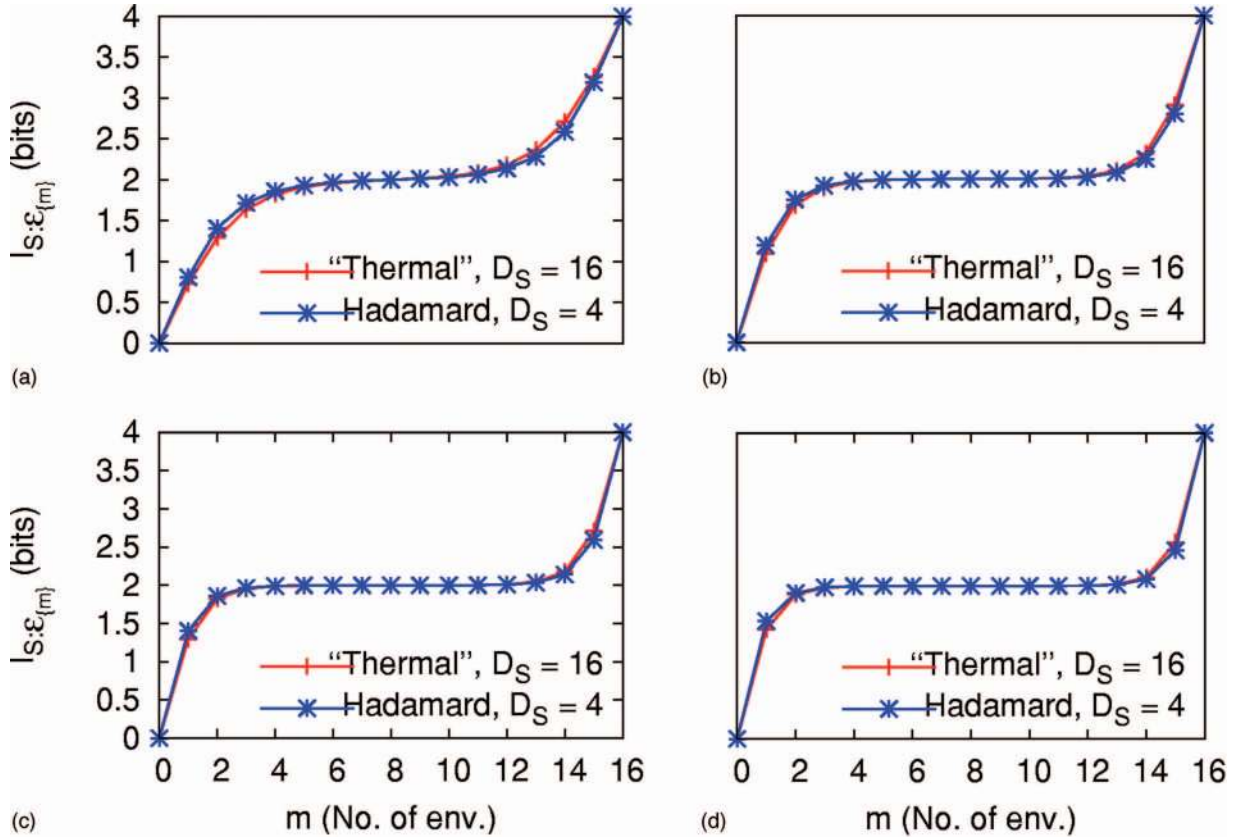 4
3.5
3
2.5
2
1.5
1
0.5
0
I_{S:ε_{m}} (bits)
“Thermal”, D_S = 16
Hadamard, D_S = 4
(a)
“Thermal”, D_S = 16
Hadamard, D_S = 4
(b)
4
3.5
3
2.5
2
1.5
1
0.5
0
I_{S:ε_{m}} (bits)
“Thermal”, D_S = 16
Hadamard, D_S = 4
0 2 4 6 8 10 12 14 16
(c)
m (No. of env.)
“Thermal”, D_S = 16
Hadamard, D_S = 4
0 2 4 6 8 10 12 14 16
(d)
m (No. of env.)